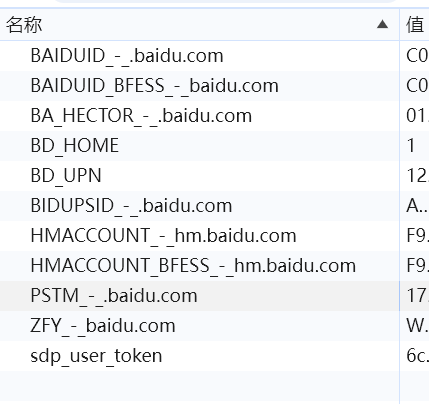 名称 值
BAIDUID_-_.baidu.com C0
BAIDUID_BFESS_-_baidu.com C0
BA_HECTOR_-_.baidu.com 01.
BD_HOME 1
BD_UPN 12.
BIDUPSID_-_.baidu.com A..
HMACCOUNT_-_hm.baidu.com F9.
HMACCOUNT_BFESS_-_hm.baidu.com F9.
PSTM_-_.baidu.com 17.
ZFY_-_baidu.com W.
sdp_user_token 6c.